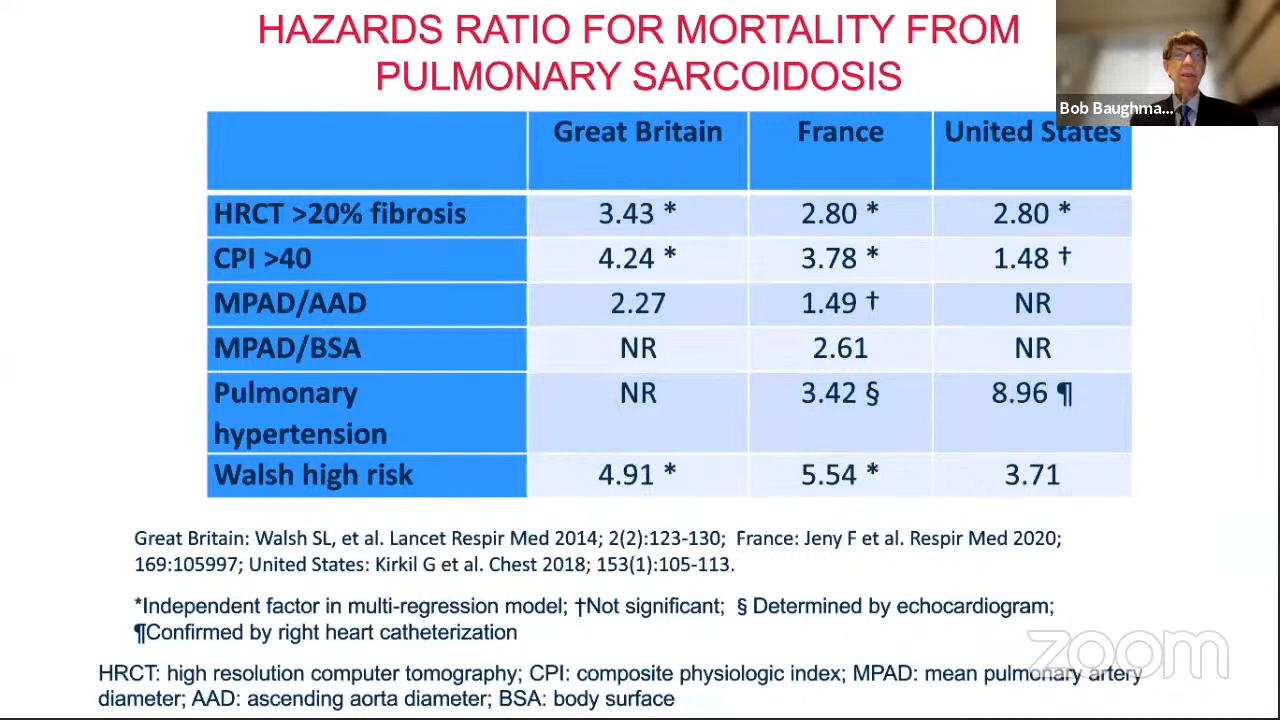 HAZARDS RATIO FOR MORTALITY FROM
PULMONARY SARCOIDOSIS
Bob Baughma...
Great Britain France United States
HRCT >20% fibrosis 3.43 * 2.80 * 2.80 *
CPI >40 4.24 * 3.78 * 1.48 †
MPAD/AAD 2.27 1.49 † NR
MPAD/BSA NR 2.61 NR
Pulmonary hypertension NR 3.42 § 8.96 ¶
Walsh high risk 4.91 * 5.54 * 3.71
Great Britain: Walsh SL, et al. Lancet Respir Med 2014; 2(2):123-130; France: Jeny F et al. Respir Med 2020;
169:105997; United States: Kirkil G et al. Chest 2018; 153(1):105-113.
*Independent factor in multi-regression model; †Not significant; § Determined by echocardiogram;
¶Confirmed by right heart catheterization
zoom
HRCT: high resolution computer tomography; CPI: composite physiologic index; MPAD: mean pulmonary artery
diameter; AAD: ascending aorta diameter; BSA: body surface